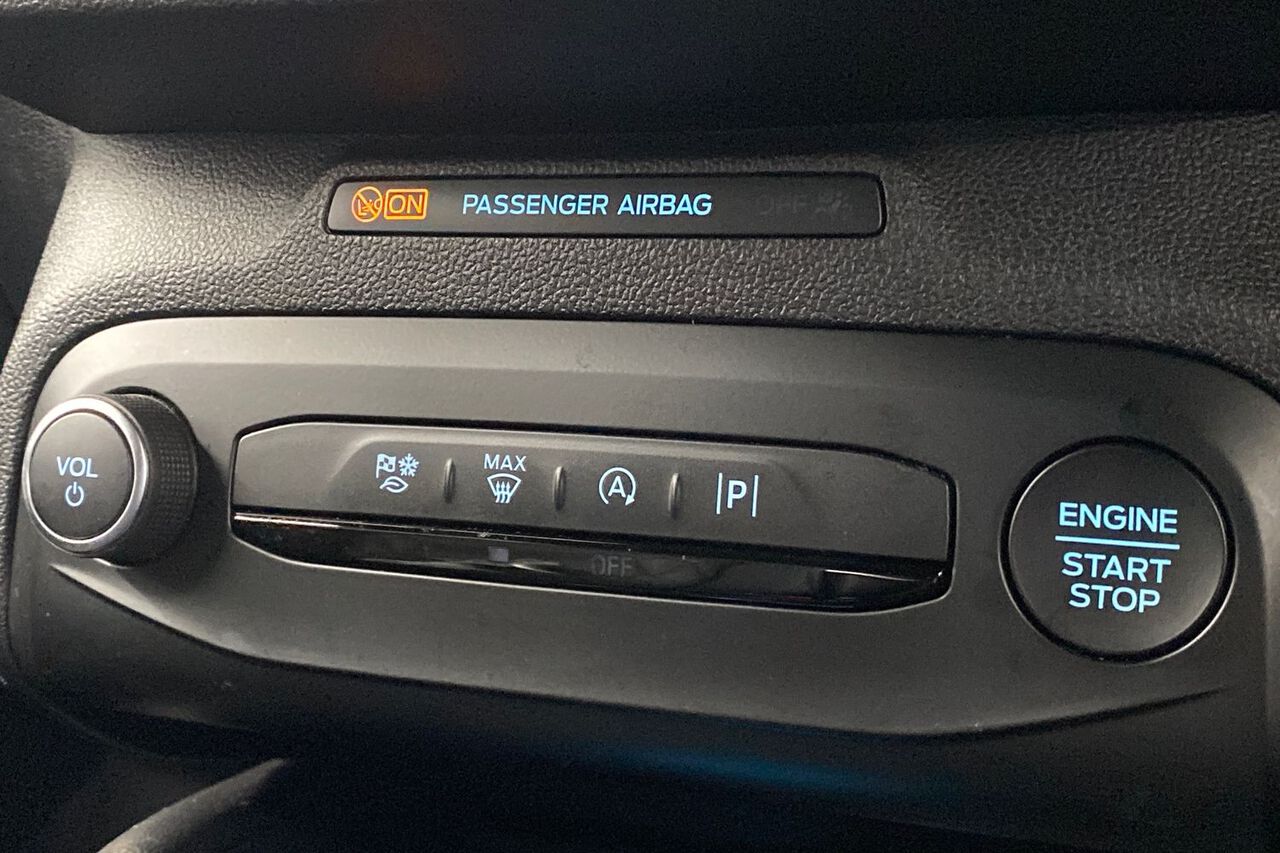 ON PASSENGER AIRBAG
VOL
MAX
A
P
OFF
ENGINE
START
STOP